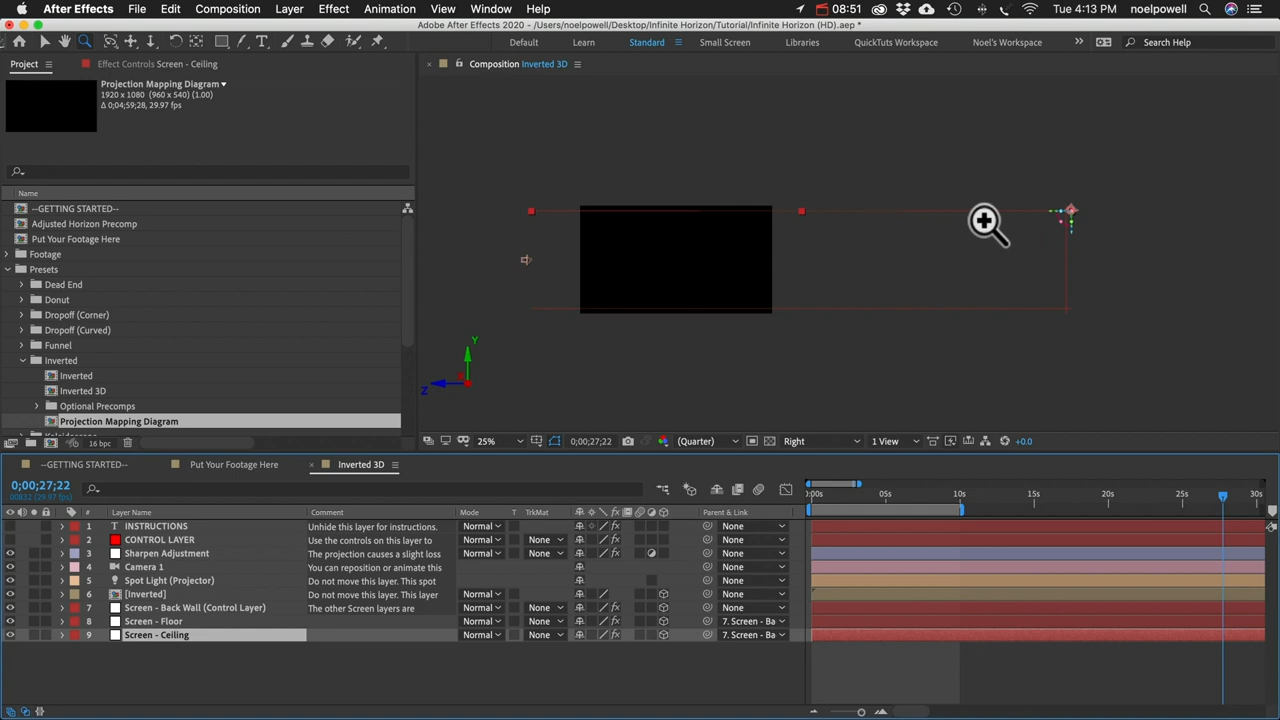 After Effects File Edit Composition Layer Effect Animation View Window Help 08:51 Tue 4:13 PM noelpowell
Adobe After Effects 2020 - /Users/noelpowell/Desktop/Infinite Horizon/Tutorial/Infinite Horizon (HD).aep *
Default Learn Standard Small Screen Libraries QuickTuts Workspace Noel's Workspace Search Help
Project Effect Controls Screen - Ceiling Composition Inverted 3D
Projection Mapping Diagram
1920 x 1080 (960 x 540) (1.00)
Δ 0;04;59;28, 29.97 fps)
Name
--GETTING STARTED--
Adjusted Horizon Precomp
Put Your Footage Here
Footage
Presets
Dead End
Donut
Dropoff (Corner)
Dropoff (Curved)
Funnel
Inverted
Inverted
Inverted 3D
Optional Precomps
Projection Mapping Diagram
Y
Z
16 bpc
25% 0;00;27;22 (Quarter) Right 1 View +0.0
--GETTING STARTED-- Put Your Footage Here Inverted 3D
0;00;27;22
00832 (29.97 fps)
0:00s 05s 10s 15s 20s 25s 30s
# Layer Name Comment Mode T TrkMat Parent & Link
1 T INSTRUCTIONS Unhide this layer for instructions. Normal None
2 CONTROL LAYER Use the controls on this layer to Normal None None
3 Sharpen Adjustment The projection causes a slight loss Normal None None
4 Camera 1 You can reposition or animate this None
5 Spot Light (Projector) Do not move this layer. This spot None
6 [Inverted] Do not move this layer. This layer Normal None None
7 Screen - Back Wall (Control Layer) The other Screen layers are Normal None None
8 Screen - Floor Normal None 7. Screen - Ba
9 Screen - Ceiling Normal None 7. Screen - Ba